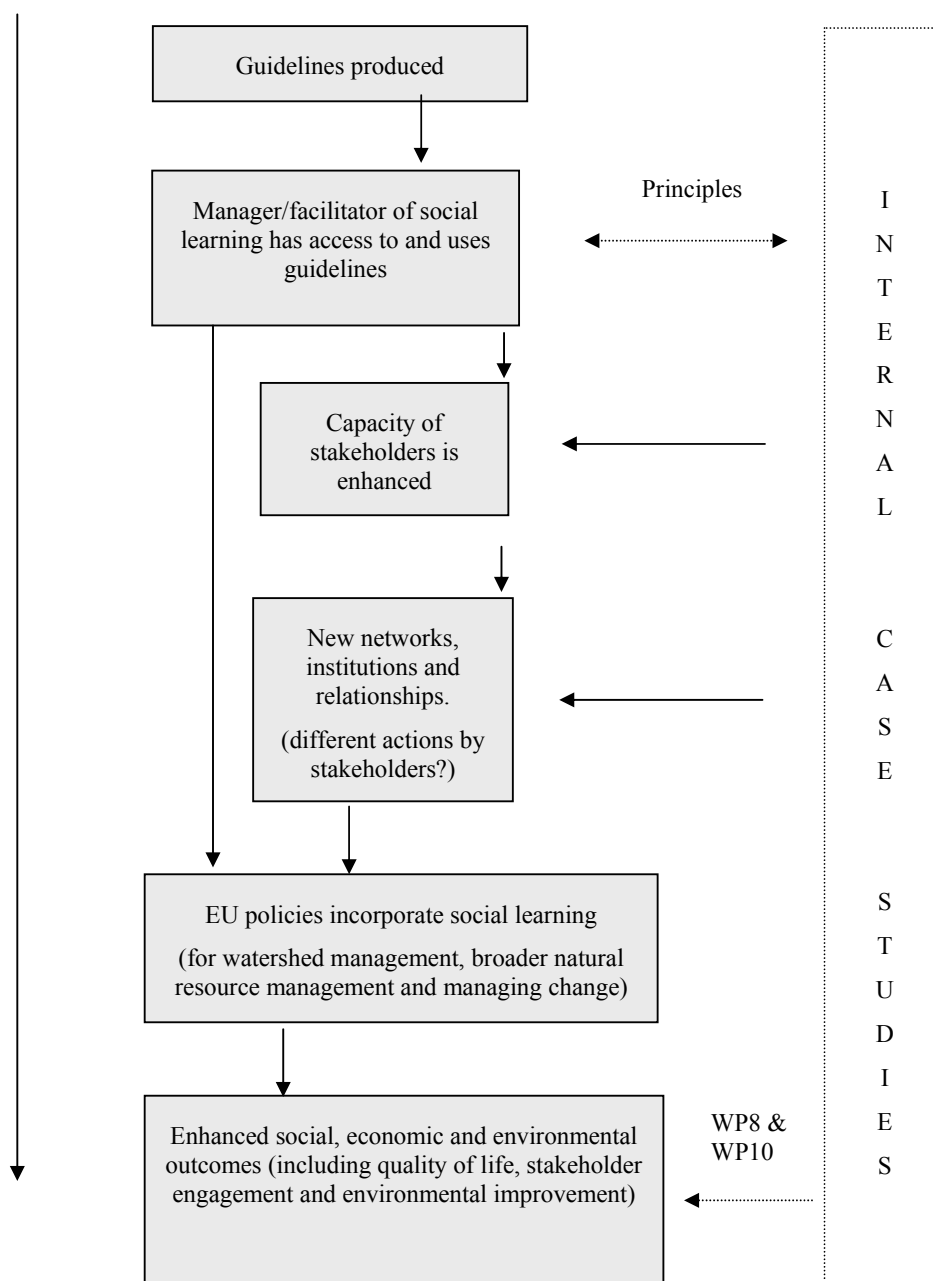 Guidelines produced
Manager/facilitator of social
learning has access to and uses
guidelines
Principles
Capacity of
stakeholders is
enhanced
New networks,
institutions and
relationships.
(different actions by
stakeholders?)
EU policies incorporate social learning
(for watershed management, broader natural
resource management and managing change)
Enhanced social, economic and environmental
outcomes (including quality of life, stakeholder
engagement and environmental improvement)
WP8 &
WP10
I
N
T
E
R
N
A
L
C
A
S
E
S
T
U
D
I
E
S